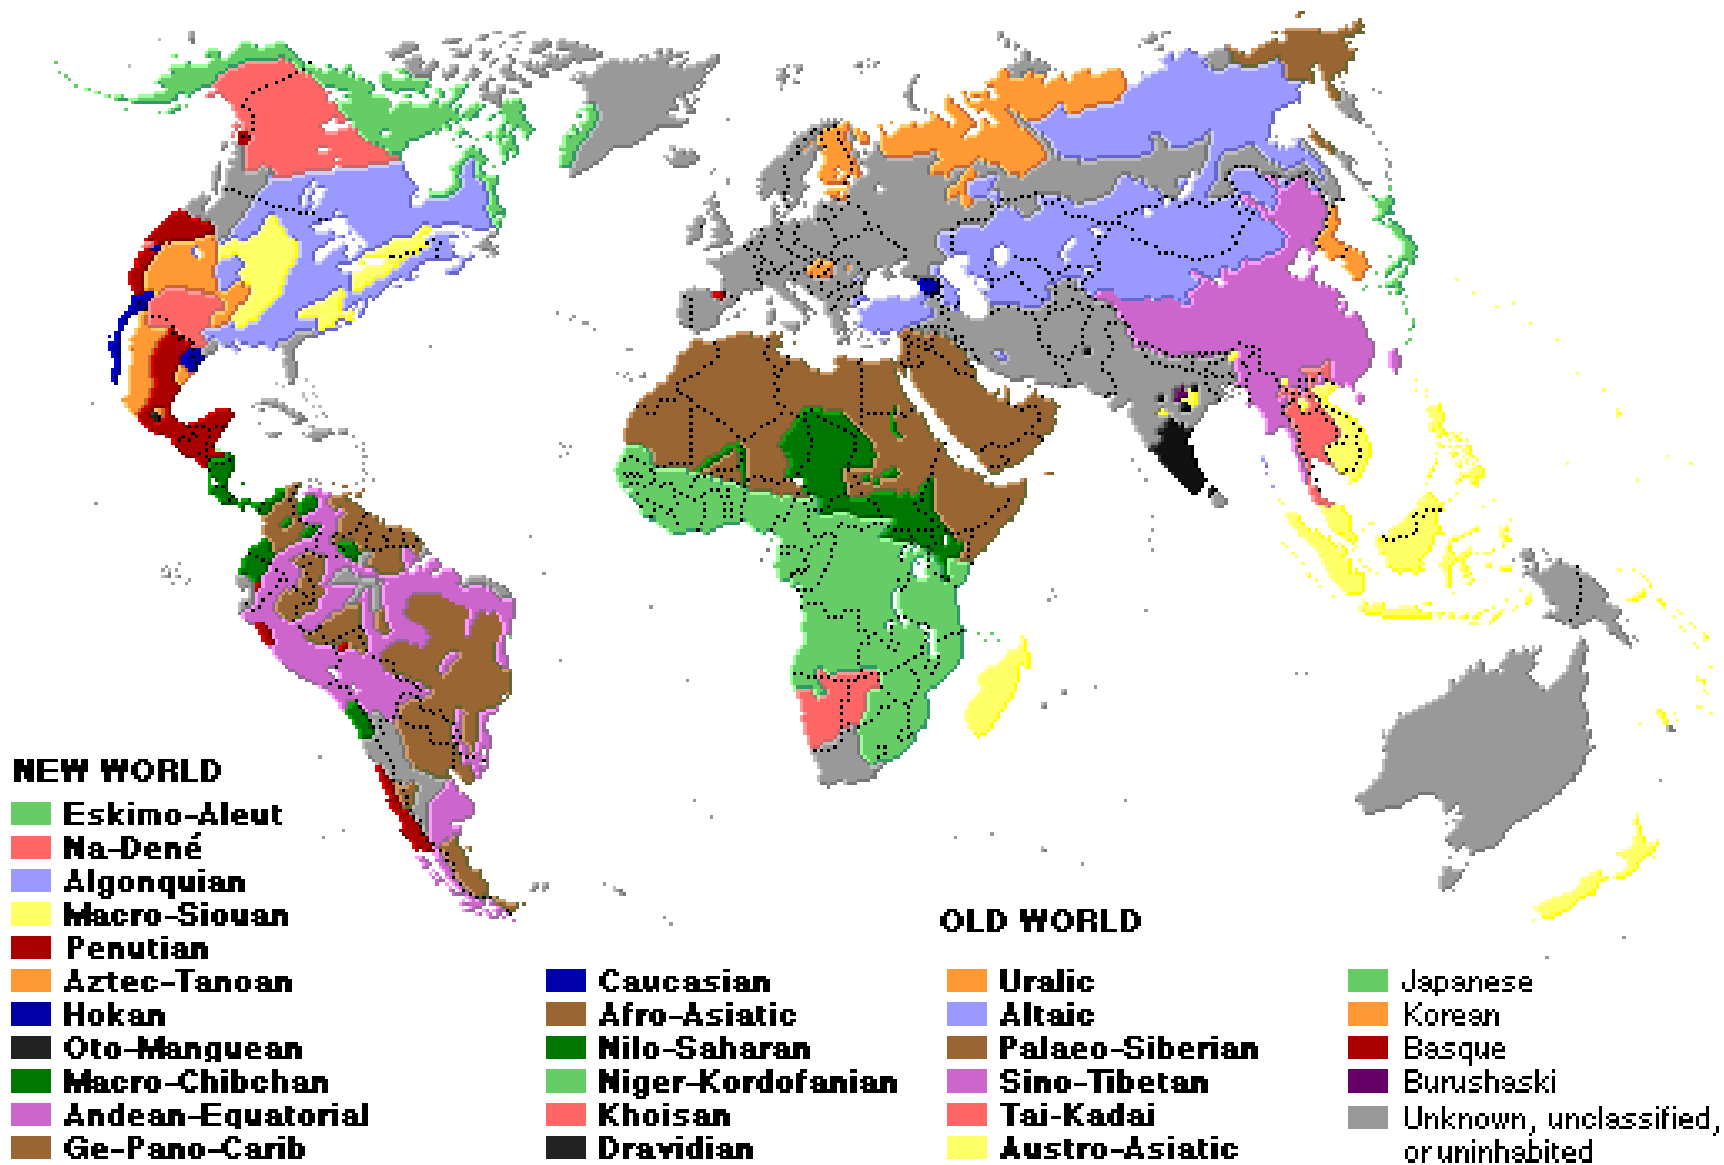 NEW WORLD
Eskimo-Aleut
Na-Dené
Algonquian
Macro-Siouan
Penutian
Aztec-Tanoan
Hokan
Oto-Manguean
Macro-Chibchan
Andean-Equatorial
Ge-Pano-Carib
Caucasian
Afro-Asiatic
Nilo-Saharan
Niger-Kordofanian
Khoisan
Dravidian
OLD WORLD
Uralic
Altaic
Palaeo-Siberian
Sino-Tibetan
Tai-Kadai
Austro-Asiatic
Japanese
Korean
Basque
Burushaski
Unknown, unclassified,
or uninhabited